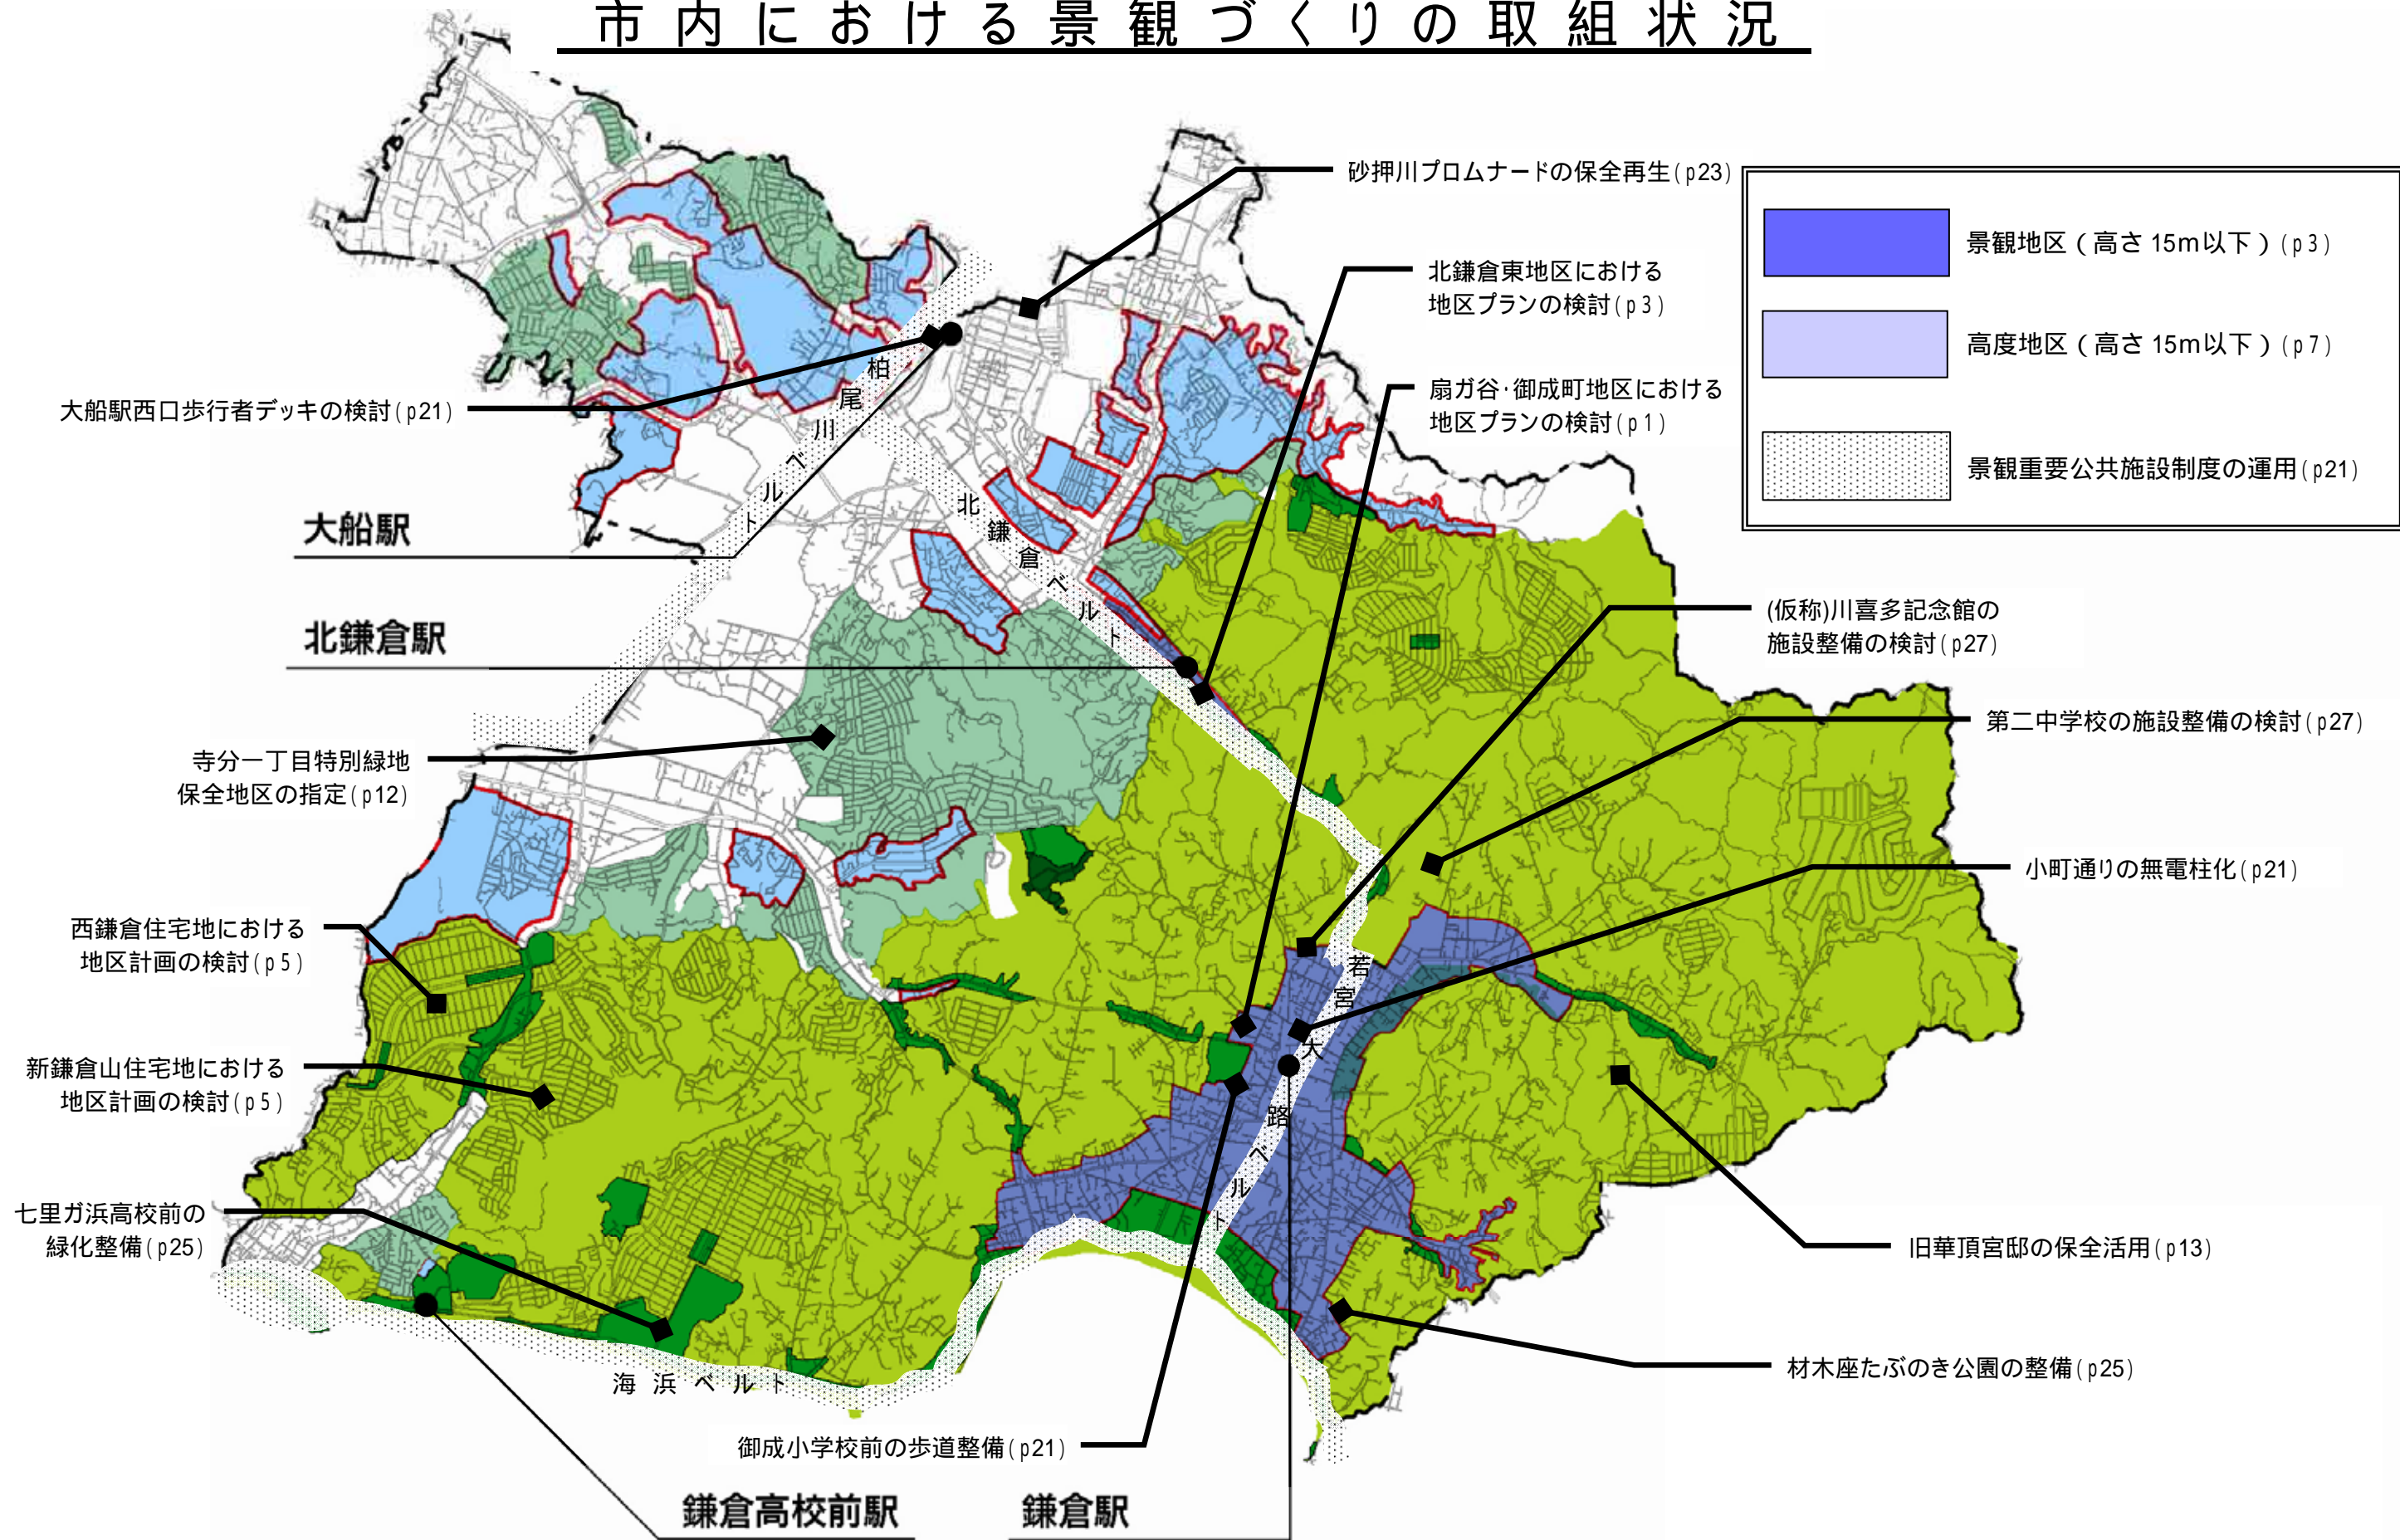 市内における景観づくりの取組状況
砂押川プロムナードの保全再生(p23)
北鎌倉東地区における
地区プランの検討(p3)
扇ガ谷・御成町地区における
地区プランの検討(p1)
景観地区(高さ15m以下)(p3)
高度地区(高さ15m以下)(p7)
景観重要公共施設制度の運用(p21)
大船駅西口歩行者デッキの検討(p21)
柏尾川ベルト
大船駅
北鎌倉ベルト
北鎌倉駅
(仮称)川喜多記念館の
施設整備の検討(p27)
第二中学校の施設整備の検討(p27)
寺分一丁目特別緑地
保全地区の指定(p12)
小町通りの無電柱化(p21)
西鎌倉住宅地における
地区計画の検討(p5)
若宮大路ベルト
新鎌倉山住宅地における
地区計画の検討(p5)
七里ガ浜高校前の
緑化整備(p25)
旧華頂宮邸の保全活用(p13)
材木座たぶのき公園の整備(p25)
海浜ベルト
御成小学校前の歩道整備(p21)
鎌倉高校前駅
鎌倉駅